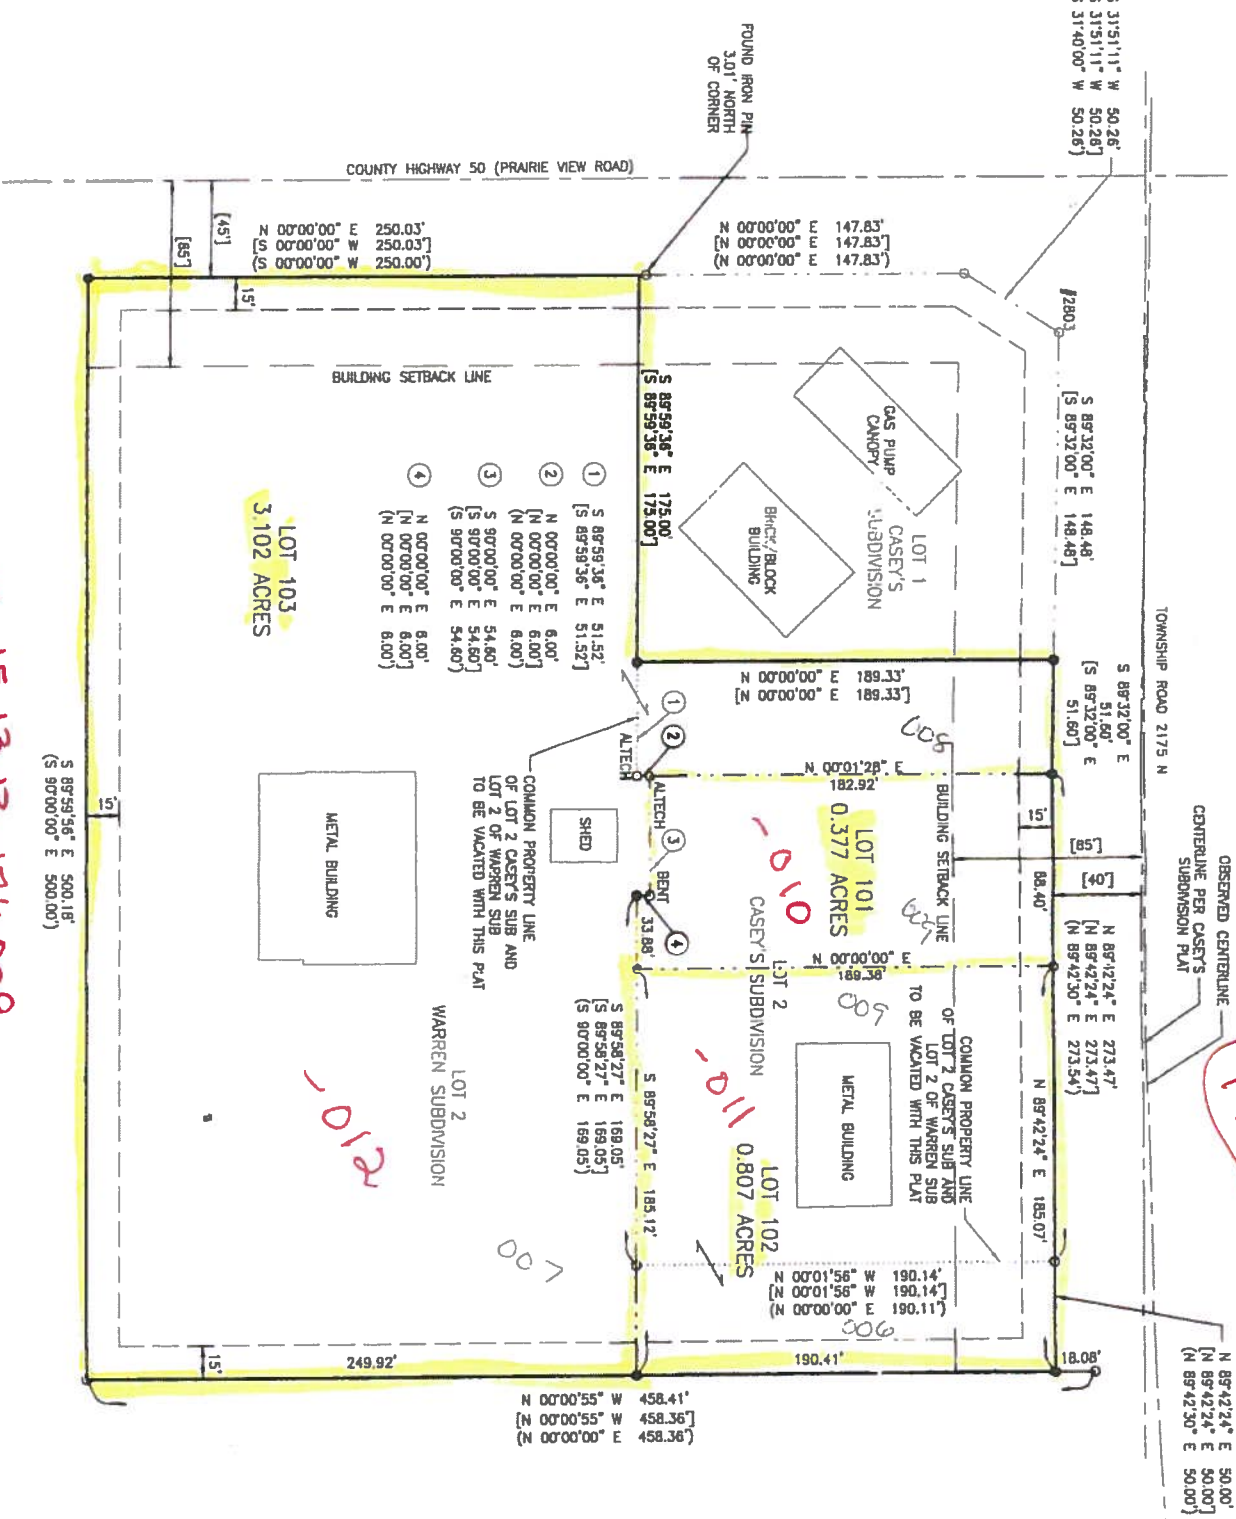 S 31°51'11" W 50.26'
S 31°51'11" W 50.26']
S 31°40'00" W 50.26')
FOUND IRON PIN
3.01' NORTH
OF CORNER
COUNTY HIGHWAY 50 (PRAIRIE VIEW ROAD)
[45']
[85']
N 00°00'00" E 250.03'
[S 00°00'00" W 250.03']
(S 00°00'00" W 250.00')
15'
N 00°00'00" E 147.83'
[N 00°00'00" E 147.83']
(N 00°00'00" E 147.83')
#2803
BUILDING SETBACK LINE
GAS PUMP
CANOPY
BRICK/BLOCK
BUILDING
LOT 1
CASEY'S
SUBDIVISION
S 89°32'00" E 148.48'
[S 89°32'00" E 148.48']
TOWNSHIP ROAD 2175 N
S 89°59'36" E 175.00'
[S 89°59'36" E 175.00']
1 S 89°59'36" E 51.52'
[S 89°59'36" E 51.52']
2 N 00°00'00" E 6.00'
[N 00°00'00" E 6.00']
(N 00°00'00" E 6.00')
3 S 90°00'00" E 54.60'
[S 90°00'00" E 54.60']
(S 90°00'00" E 54.60')
4 N 00°00'00" E 6.00'
[N 00°00'00" E 6.00']
(N 00°00'00" E 6.00')
LOT 103
3.102 ACRES
N 00°00'00" E 189.33'
[N 00°00'00" E 189.33']
S 89°32'00" E
51.60'
[S 89°32'00" E
51.60']
1
2
ALTECH
ALTECH
3
BENT
4
33.88'
008
N 00°01'28" E
182.92'
BUILDING SETBACK LINE
15'
[85']
[40']
88.40'
CENTERLINE PER CASEY'S
SUBDIVISION PLAT
OBSERVED CENTERLINE
LOT 101
0.377 ACRES
-010
LOT 2
CASEY'S SUBDIVISION
N 00°00'00" E
189.38'
009
N 89°42'24" E 273.47'
[N 89°42'24" E 273.47']
(N 89°42'30" E 273.54')
SHED
COMMON PROPERTY LINE
OF LOT 2 CASEY'S SUB AND
LOT 2 OF WARREN SUB
TO BE VACATED WITH THIS PLAT
METAL BUILDING
15'
S 89°59'56" E 500.18'
(S 90°00'00" E 500.00')
COMMON PROPERTY LINE
OF LOT 2 CASEY'S SUB AND
LOT 2 OF WARREN SUB
TO BE VACATED WITH THIS PLAT
METAL BUILDING
N 89°42'24" E 185.07'
S 89°58'27" E 169.05'
[S 89°58'27" E 169.05']
(S 90°00'00" E 169.05')
S 89°58'27" E 185.12'
LOT 2
WARREN SUBDIVISION
-012
-011
LOT 102
0.807 ACRES
007
N 00°01'56" W 190.14'
[N 00°01'56" W 190.14']
(N 00°00'00" E 190.11')
006
15'
249.92'
190.41'
18.08'
N 89°42'24" E 50.00'
[N 89°42'24" E 50.00']
(N 89°42'30" E 50.00')
N 00°00'55" W 458.41'
[N 00°00'55" W 458.36']
(N 00°00'00" E 458.36')